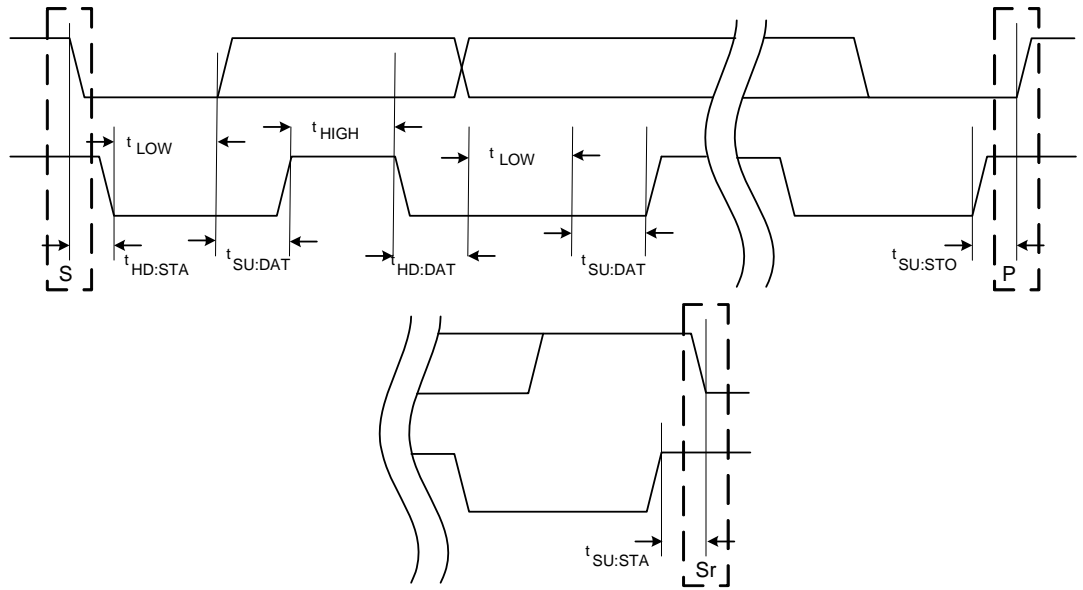 t LOW
t HIGH
t LOW
t HD:STA
t SU:DAT
t HD:DAT
t SU:DAT
t SU:STO
S
P
t SU:STA
Sr